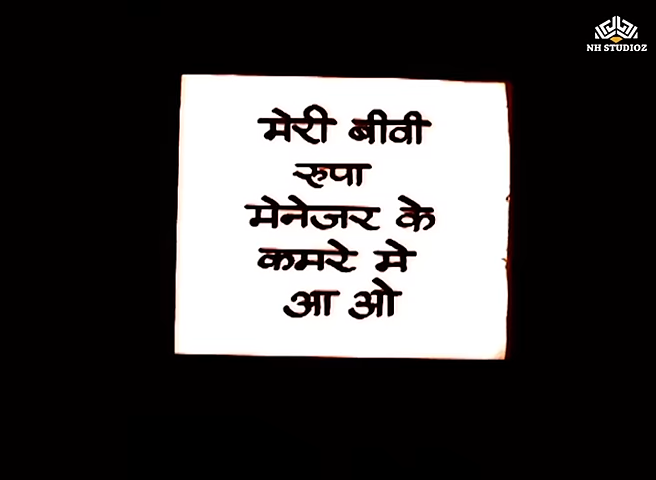 NH STUDIOZ
मेरी बीवी
रुपा
मेनेजर के
कमरे मे
आ ओ